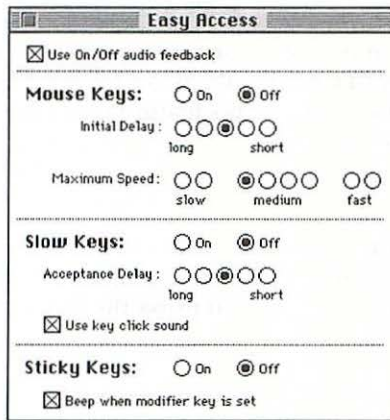 Easy Access
Use On/Off audio feedback
Mouse Keys: On Off
Initial Delay :
long short
Maximum Speed :
slow medium fast
Slow Keys: On Off
Acceptance Delay :
long short
Use key click sound
Sticky Keys: On Off
Beep when modifier key is set